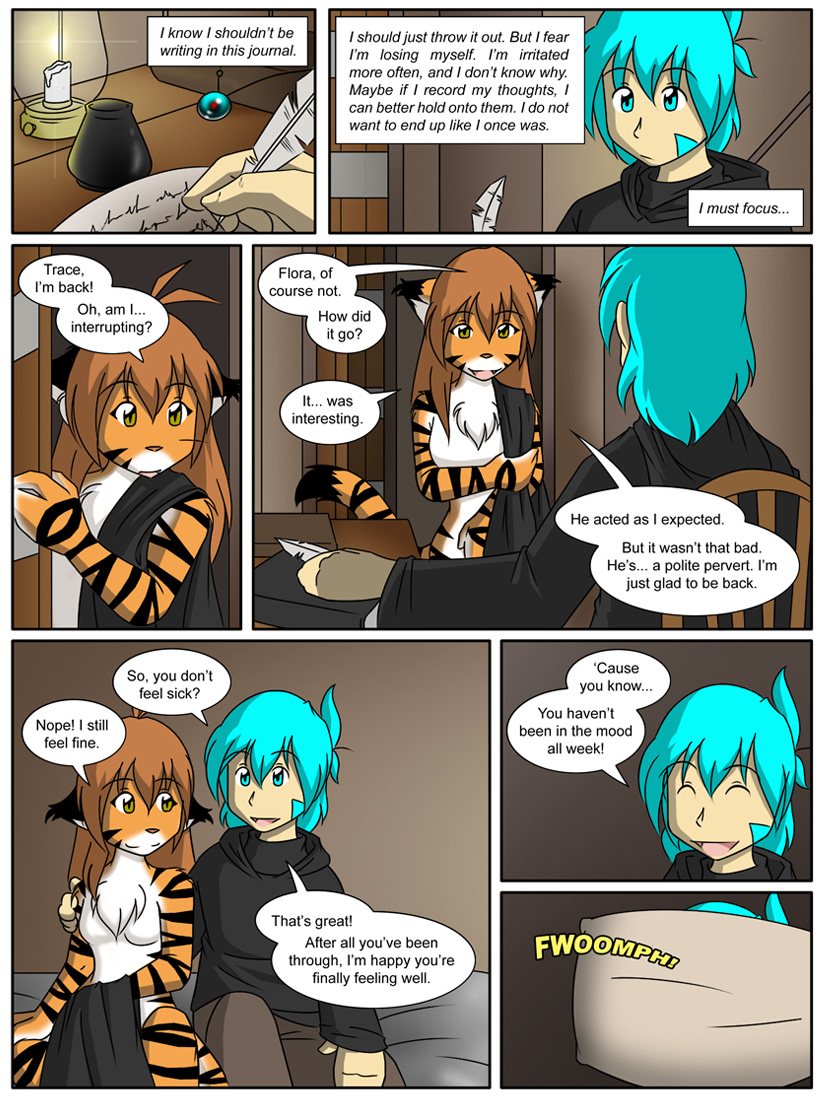 I know I shouldn't be
writing in this journal.
I should just throw it out. But I fear
I'm losing myself. I'm irritated
more often, and I don't know why.
Maybe if I record my thoughts, I
can better hold onto them. I do not
want to end up like I once was.
I must focus...
Trace,
I'm back!
Oh, am I...
interrupting?
Flora, of
course not.
How did
it go?
It... was
interesting.
He acted as I expected.
But it wasn't that bad.
He's... a polite pervert. I'm
just glad to be back.
So, you don't
feel sick?
Nope! I still
feel fine.
That's great!
After all you've been
through, I'm happy you're
finally feeling well.
‘Cause
you know...
You haven't
been in the mood
all week!
FWOOMPH!